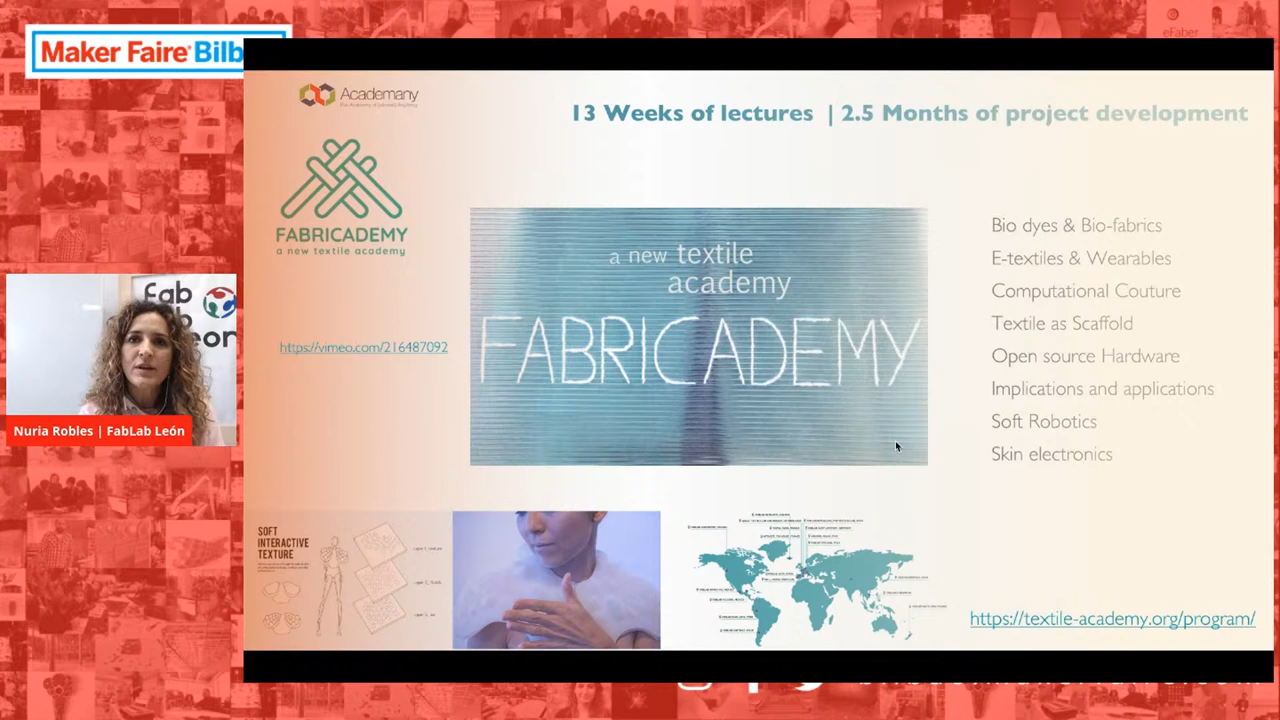 Maker Faire Bilb
eFaber
Academany
13 Weeks of lectures | 2.5 Months of project development
FABRICADEMY
a new textile academy
https://vimeo.com/216487092
a new textile
academy
FABRICADEMY
Bio dyes & Bio-fabrics
E-textiles & Wearables
Computational Couture
Textile as Scaffold
Open source Hardware
Implications and applications
Soft Robotics
Skin electronics
Fab
Nuria Robles | FabLab León
SOFT
INTERACTIVE
TEXTURE
https://textile-academy.org/program/